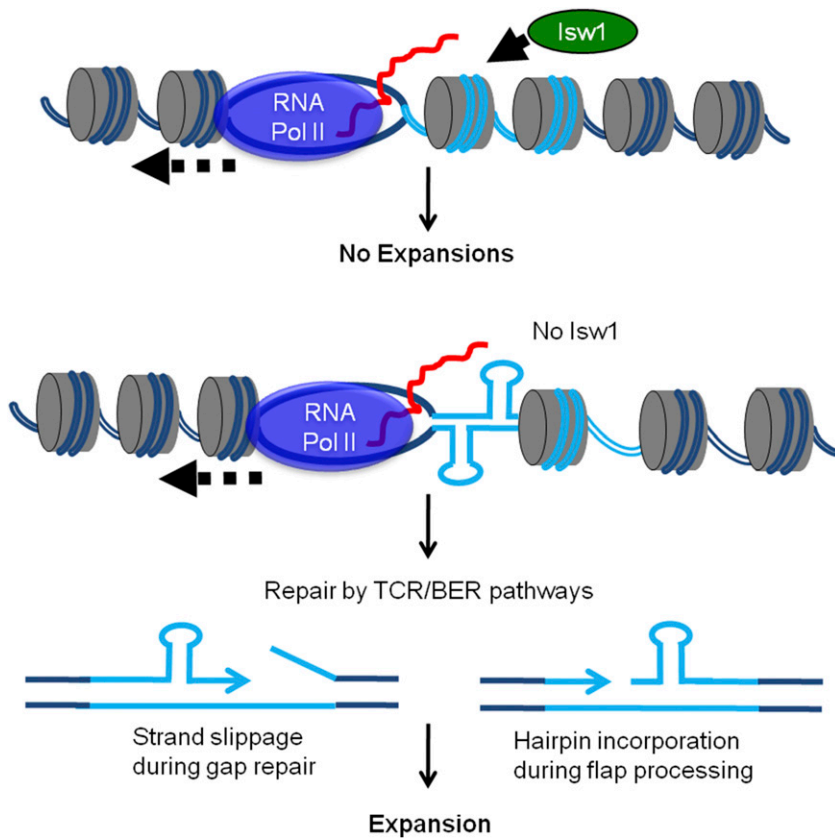 Isw1
RNA
Pol II
No Expansions
No Isw1
RNA
Pol II
Repair by TCR/BER pathways
Strand slippage
during gap repair
Hairpin incorporation
during flap processing
Expansion